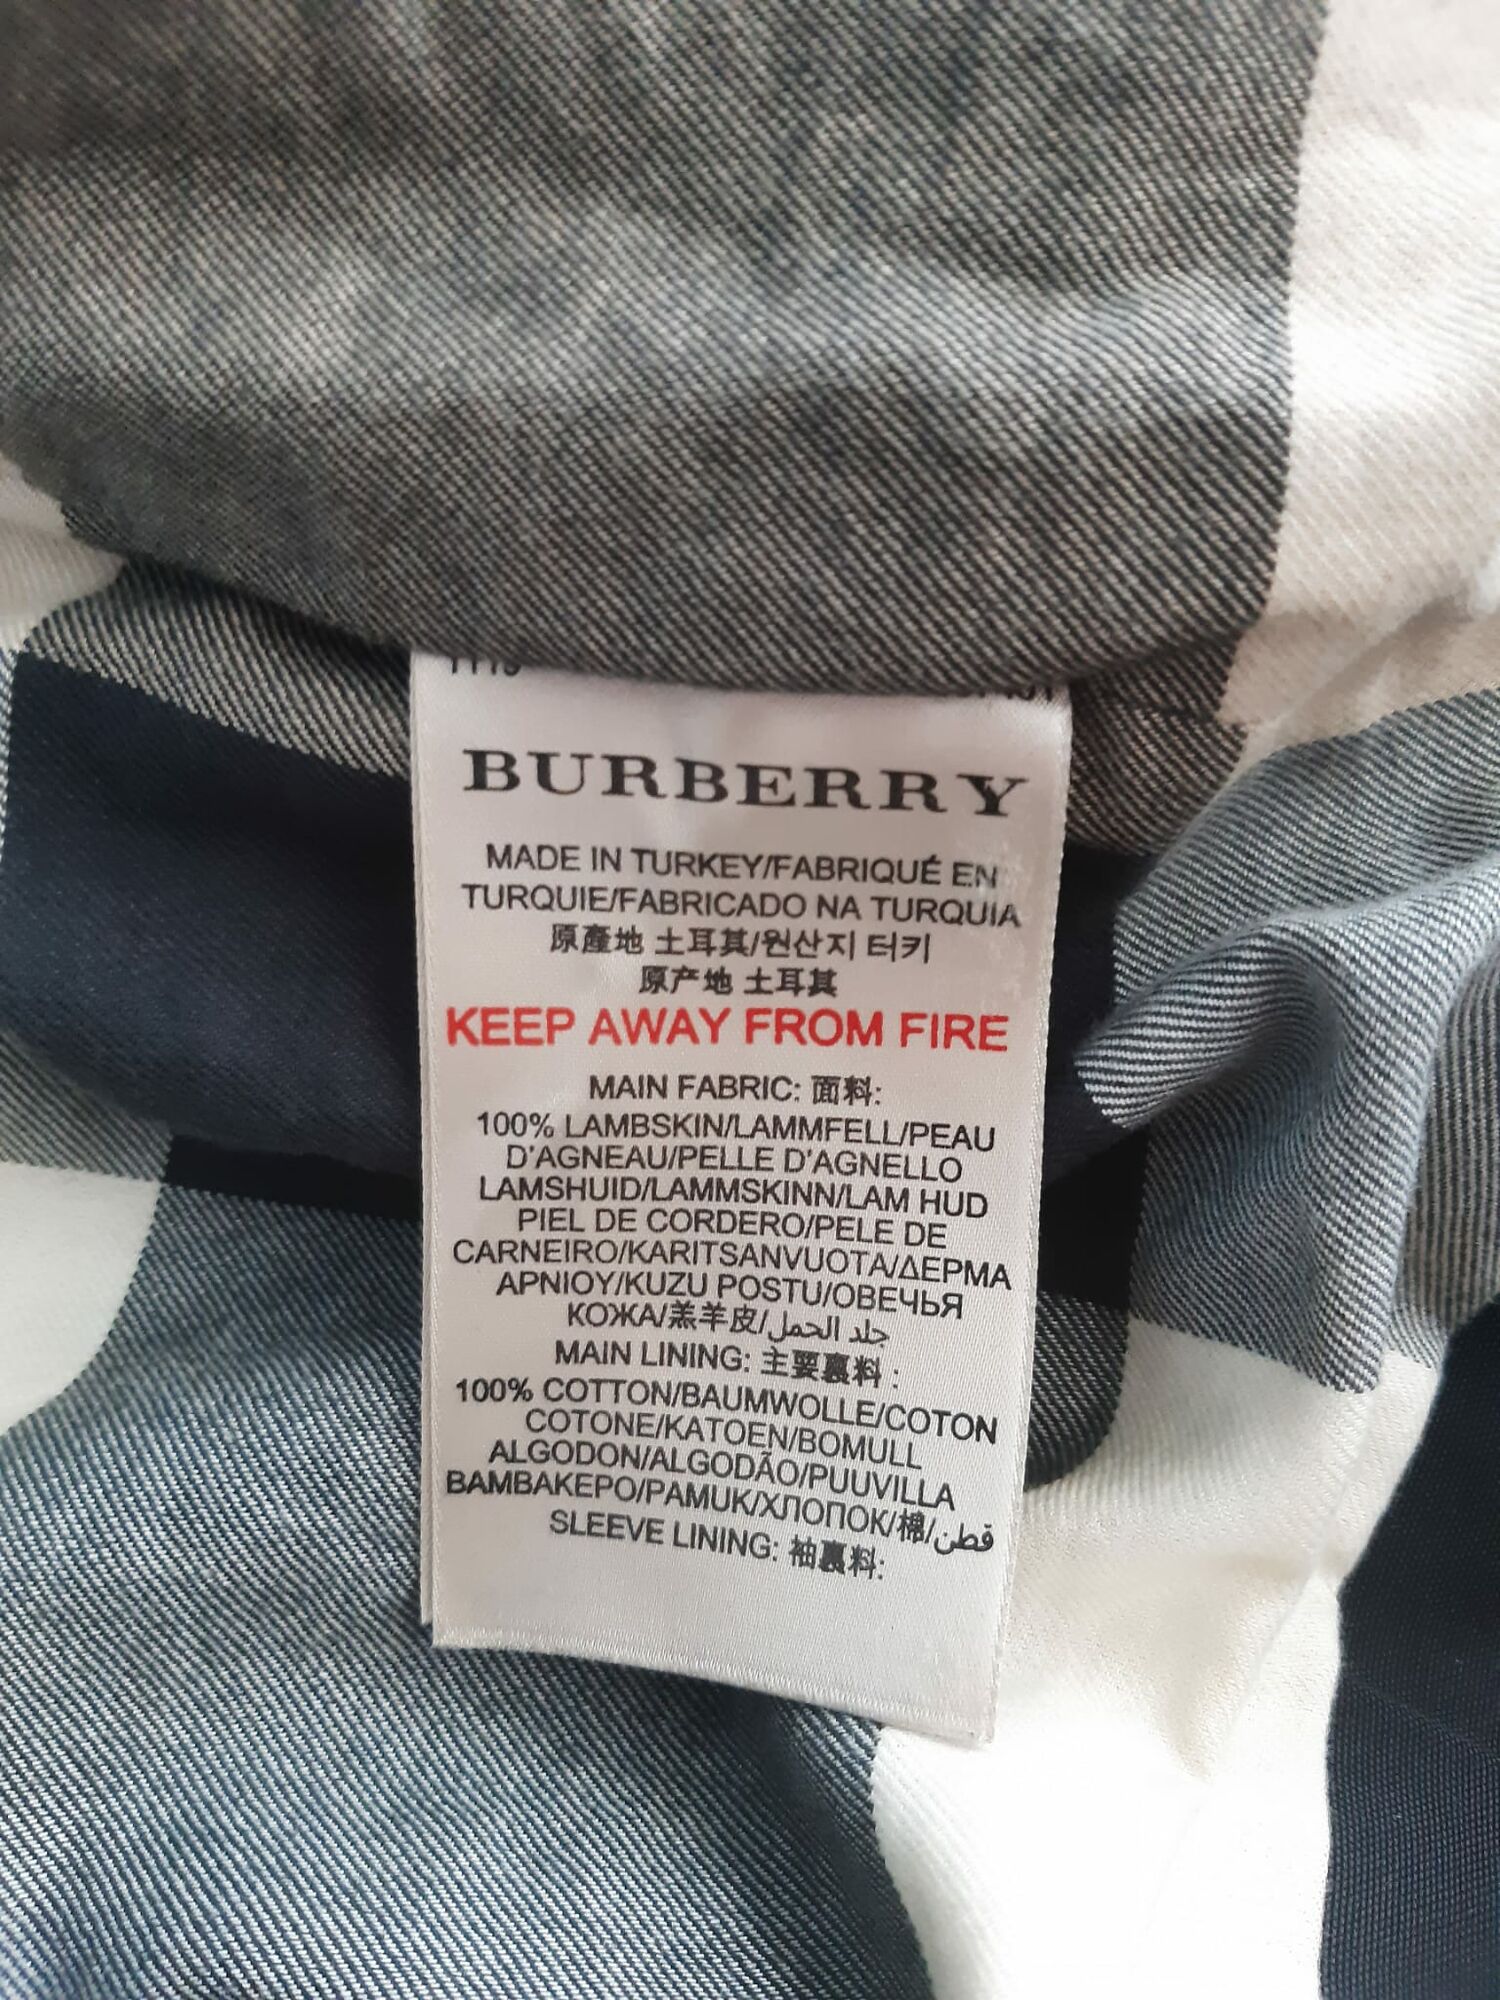 BURBERRY
MADE IN TURKEY/FABRIQUÉ EN
TURQUIE/FABRICADO NA TURQUIA
原產地 土耳其/원산지 터키
原产地 土耳其
KEEP AWAY FROM FIRE
MAIN FABRIC: 面料:
100% LAMBSKIN/LAMMFELL/PEAU
D'AGNEAU/PELLE D'AGNELLO
LAMSHUID/LAMMSKINN/LAM HUD
PIEL DE CORDERO/PELE DE
CARNEIRO/KARITSANVUOTA/ΔΕΡΜΑ
ΑΡΝΙΟΥ/KUZU POSTU/ОВЕЧЬЯ
КОЖА/羔羊皮/جلد الحمل
MAIN LINING: 主要裏料 :
100% COTTON/BAUMWOLLE/COTON
COTONE/KATOEN/BOMULL
ALGODON/ALGODÃO/PUUVILLA
ΒΑΜΒΑΚΕΡΟ/PAMUK/ХЛОПОК/棉/قطن
SLEEVE LINING: 袖裏料: